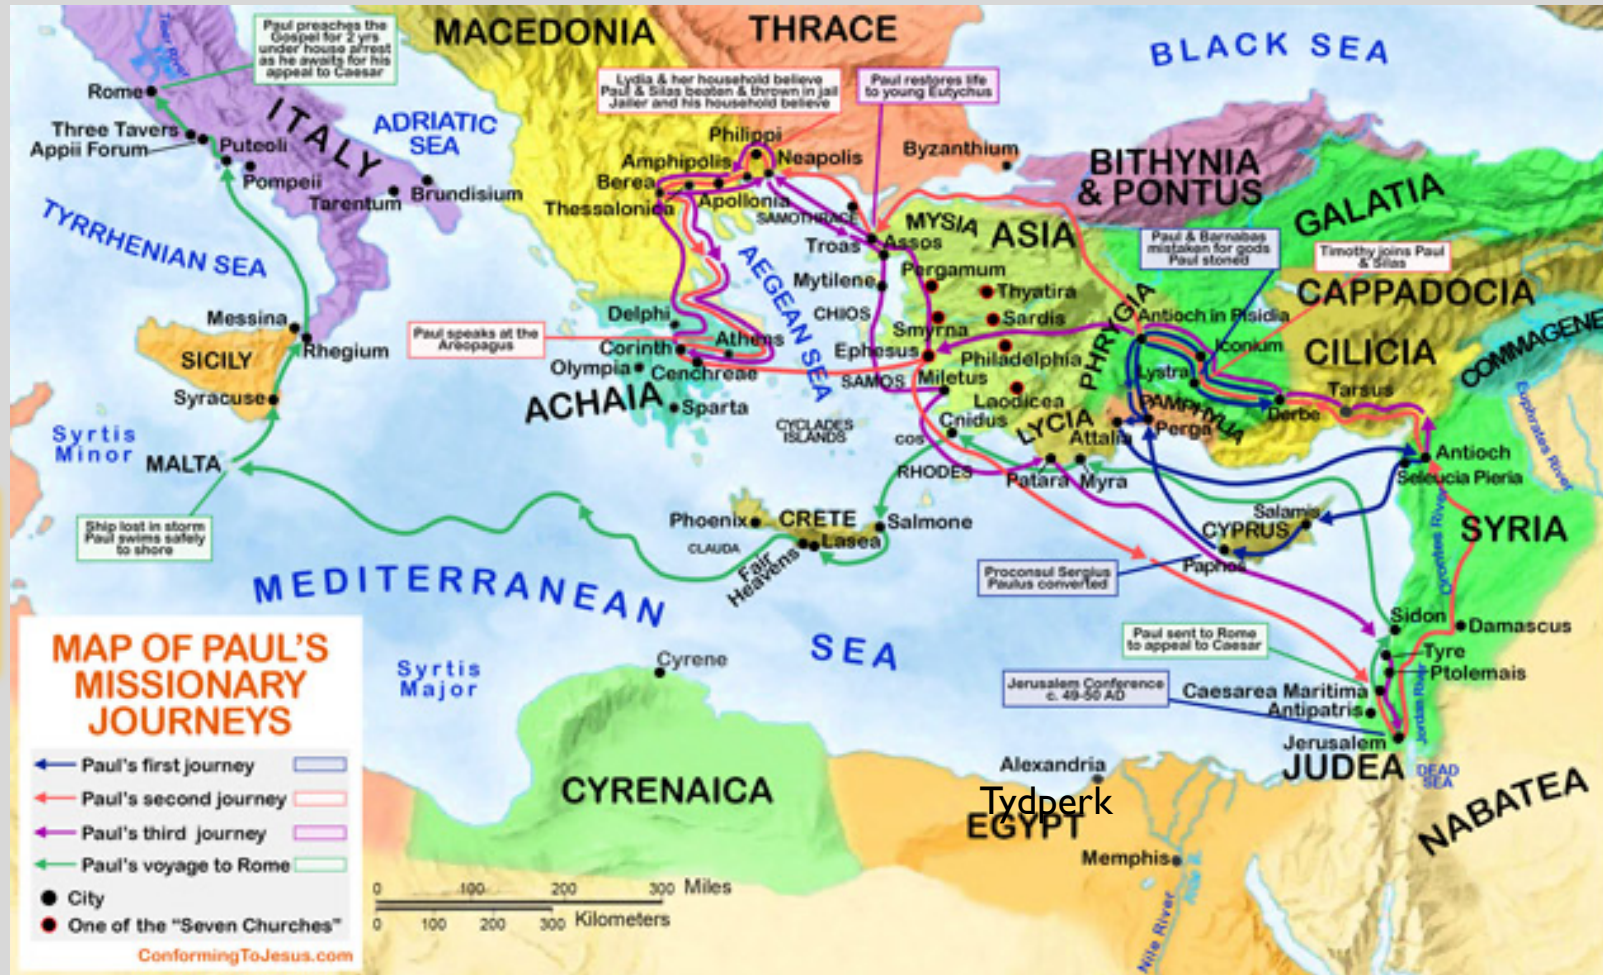 Paul preaches the
Gospel for 2 yrs
under house arrest
as he awaits for his
appeal to Caesar
MACEDONIA
THRACE
BLACK SEA
Tiber River
Lydia & her household believe
Paul & Silas beaten & thrown in jail
Jailer and his household believe
Paul restores life
to young Eutychus
Rome
ITALY
ADRIATIC
SEA
Three Tavers
Appii Forum
Puteoli
Pompeii
Tarentum
Brundisium
Philippi
Amphipolis
Neapolis
Berea
Thessalonica
Apollonia
SAMOTHRACE
Byzanthium
BITHYNIA
& PONTUS
GALATIA
TYRRHENIAN SEA
MYSIA
ASIA
Troas
Assos
Paul & Barnabas
mistaken for gods
Paul stoned
Timothy joins Paul
& Silas
AEGEAN SEA
Mytilene
Pergamum
Thyatira
CHIOS
Sardis
Smyrna
PHRYGIA
CAPPADOCIA
Antioch in Pisidia
COMMAGENE
Messina
Rhegium
SICILY
Syracuse
Delphi
Paul speaks at the
Areopagus
Athens
Corinth
Olympia
Cenchreae
ACHAIA
Sparta
Ephesus
Philadelphia
Iconium
CILICIA
SAMOS
Miletus
Laodicea
Lystra
Tarsus
Derbe
PAMPHYLIA
Perga
CYCLADES
ISLANDS
Cnidus
COS
LYCIA
Attalia
Euphrates River
Syrtis
Minor
MALTA
RHODES
Patara
Myra
Antioch
Seleucia Pieria
Ship lost in storm
Paul swims safely
to shore
Phoenix
CRETE
Salmone
CLAUDA
Lasea
Fair
Heavens
Salamis
CYPRUS
Paphos
Orontes River
SYRIA
Proconsul Sergius
Paulus converted
MEDITERRANEAN
SEA
Sidon
Damascus
Paul sent to Rome
to appeal to Caesar
Tyre
Ptolemais
MAP OF PAUL'S
MISSIONARY
JOURNEYS
Syrtis
Major
Cyrene
Jerusalem Conference
c. 49-50 AD
Caesarea Maritima
Antipatris
Jordan River
Jerusalem
JUDEA
DEAD
SEA
NABATEA
Paul's first journey
Paul's second journey
Paul's third journey
Paul's voyage to Rome
City
One of the "Seven Churches"
ConformingToJesus.com
CYRENAICA
Alexandria
Tydperk
EGYPT
Memphis
Nile R.
Nile River
0 100 200 300 Miles
0 100 200 300 Kilometers